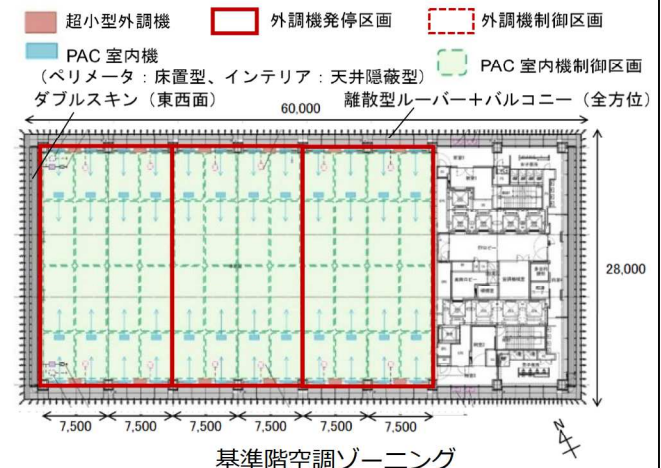 超小型外調機
外調機発停区画
外調機制御区画
PAC 室内機
(ペリメータ：床置型、インテリア：天井隠蔽型)
PAC 室内機制御区画
ダブルスキン（東西面）
離散型ルーバー＋バルコニー（全方位）
60,000
28,000
7,500 7,500 7,500 7,500 7,500 7,500
N
基準階空調ゾーニング